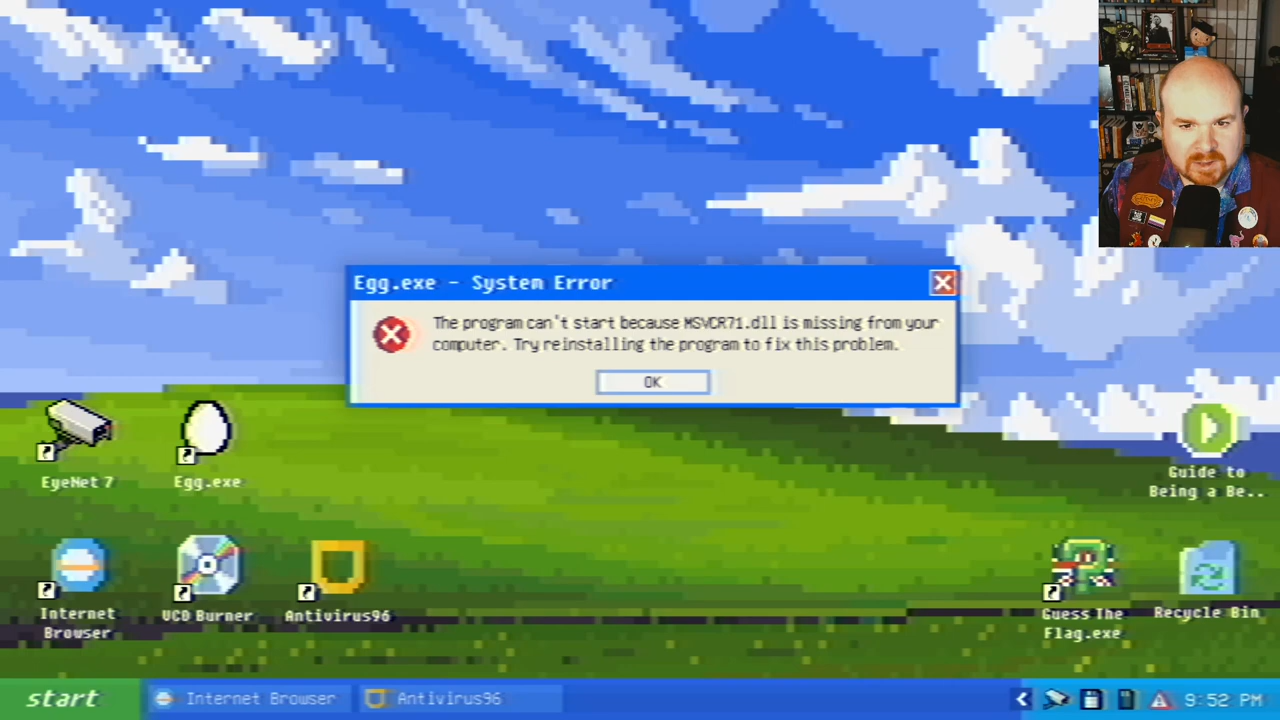 Egg.exe - System Error
The program can't start because MSVCR71.dll is missing from your
computer. Try reinstalling the program to fix this problem.
OK
EyeNet 7
Egg.exe
Guide to
Being a Be..
Internet
Browser
VCD Burner
Antivirus96
Guess The
Flag.exe
Recycle Bin
start
Internet Browser
Antivirus96
9:52 PM